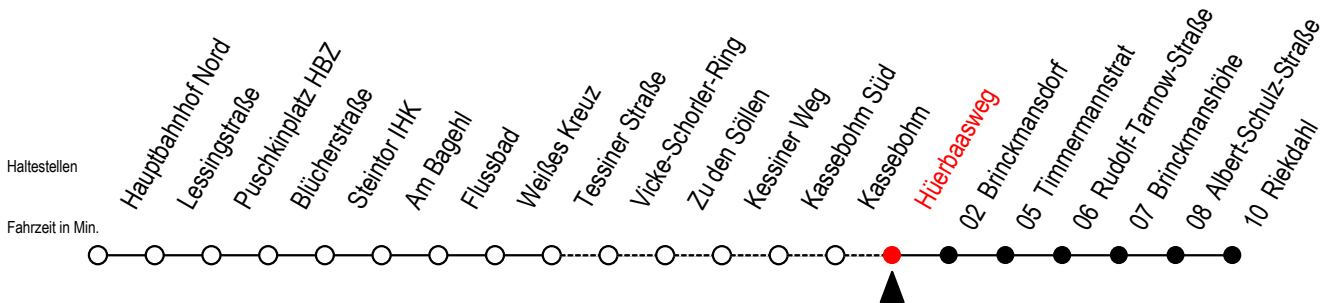 Haltestellen
Hauptbahnhof Nord
Lessingstraße
Puschkinplatz HBZ
Blücherstraße
Steintor IHK
Am Bagehl
Flussbad
Weißes Kreuz
Tessiner Straße
Vicke-Schorler-Ring
Zu den Söllen
Kessiner Weg
Kassebohm Süd
Kassebohm
Hüerbaasweg
02 Brinckmansdorf
05 Timmermannstrat
06 Rudolf-Tarnow-Straße
07 Brinckmanshöhe
08 Albert-Schulz-Straße
10 Riekdahl
Fahrzeit in Min.